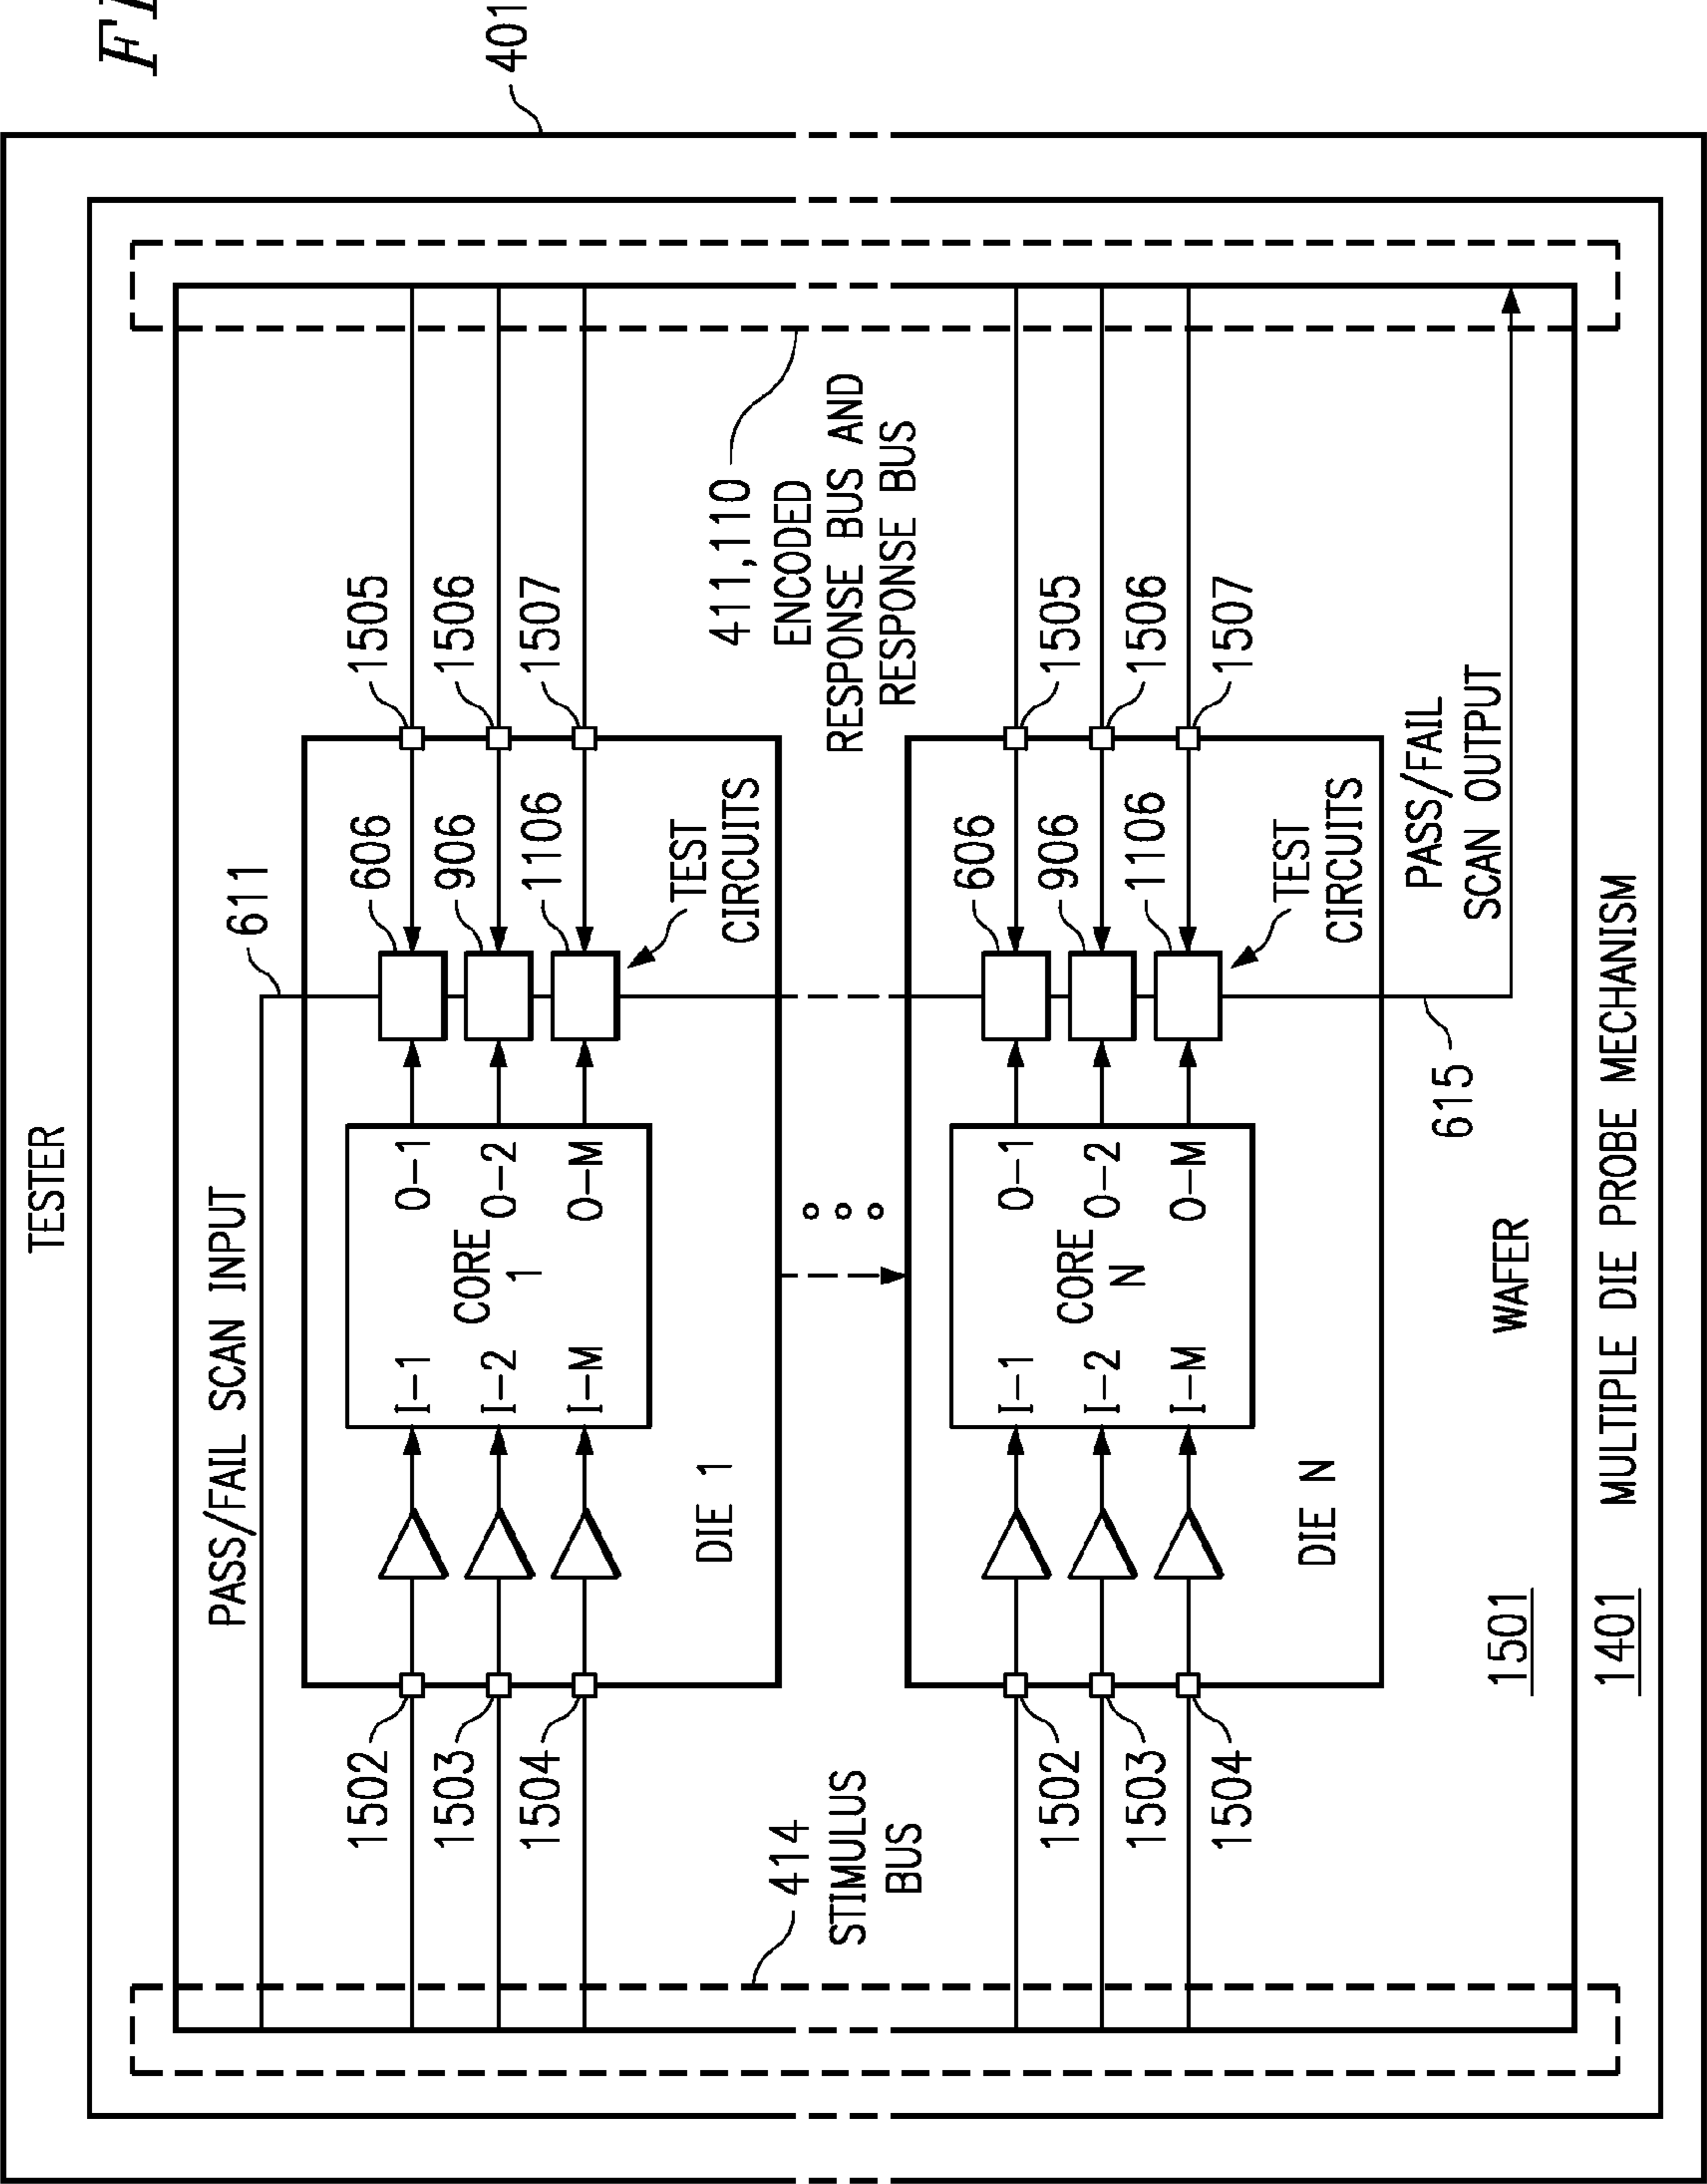 TESTER
401
PASS/FAIL SCAN INPUT
611
1502
1503
1504
I-1
I-2
I-M
CORE
1
O-1
O-2
O-M
606
906
1106
1505
1506
1507
DIE 1
TEST
CIRCUITS
414
STIMULUS
BUS
411,110
ENCODED
RESPONSE BUS AND
RESPONSE BUS
1502
1503
1504
I-1
I-2
I-M
CORE
N
O-1
O-2
O-M
606
906
1106
1505
1506
1507
DIE N
TEST
CIRCUITS
615
PASS/FAIL
SCAN OUTPUT
1501
WAFER
1401
MULTIPLE DIE PROBE MECHANISM